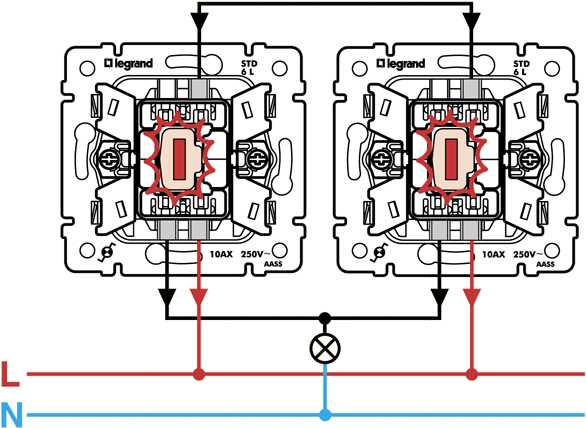 legrand STD
6 L
legrand STD
6 L
10AX 250V~
AASS
10AX 250V~
AASS
L
N